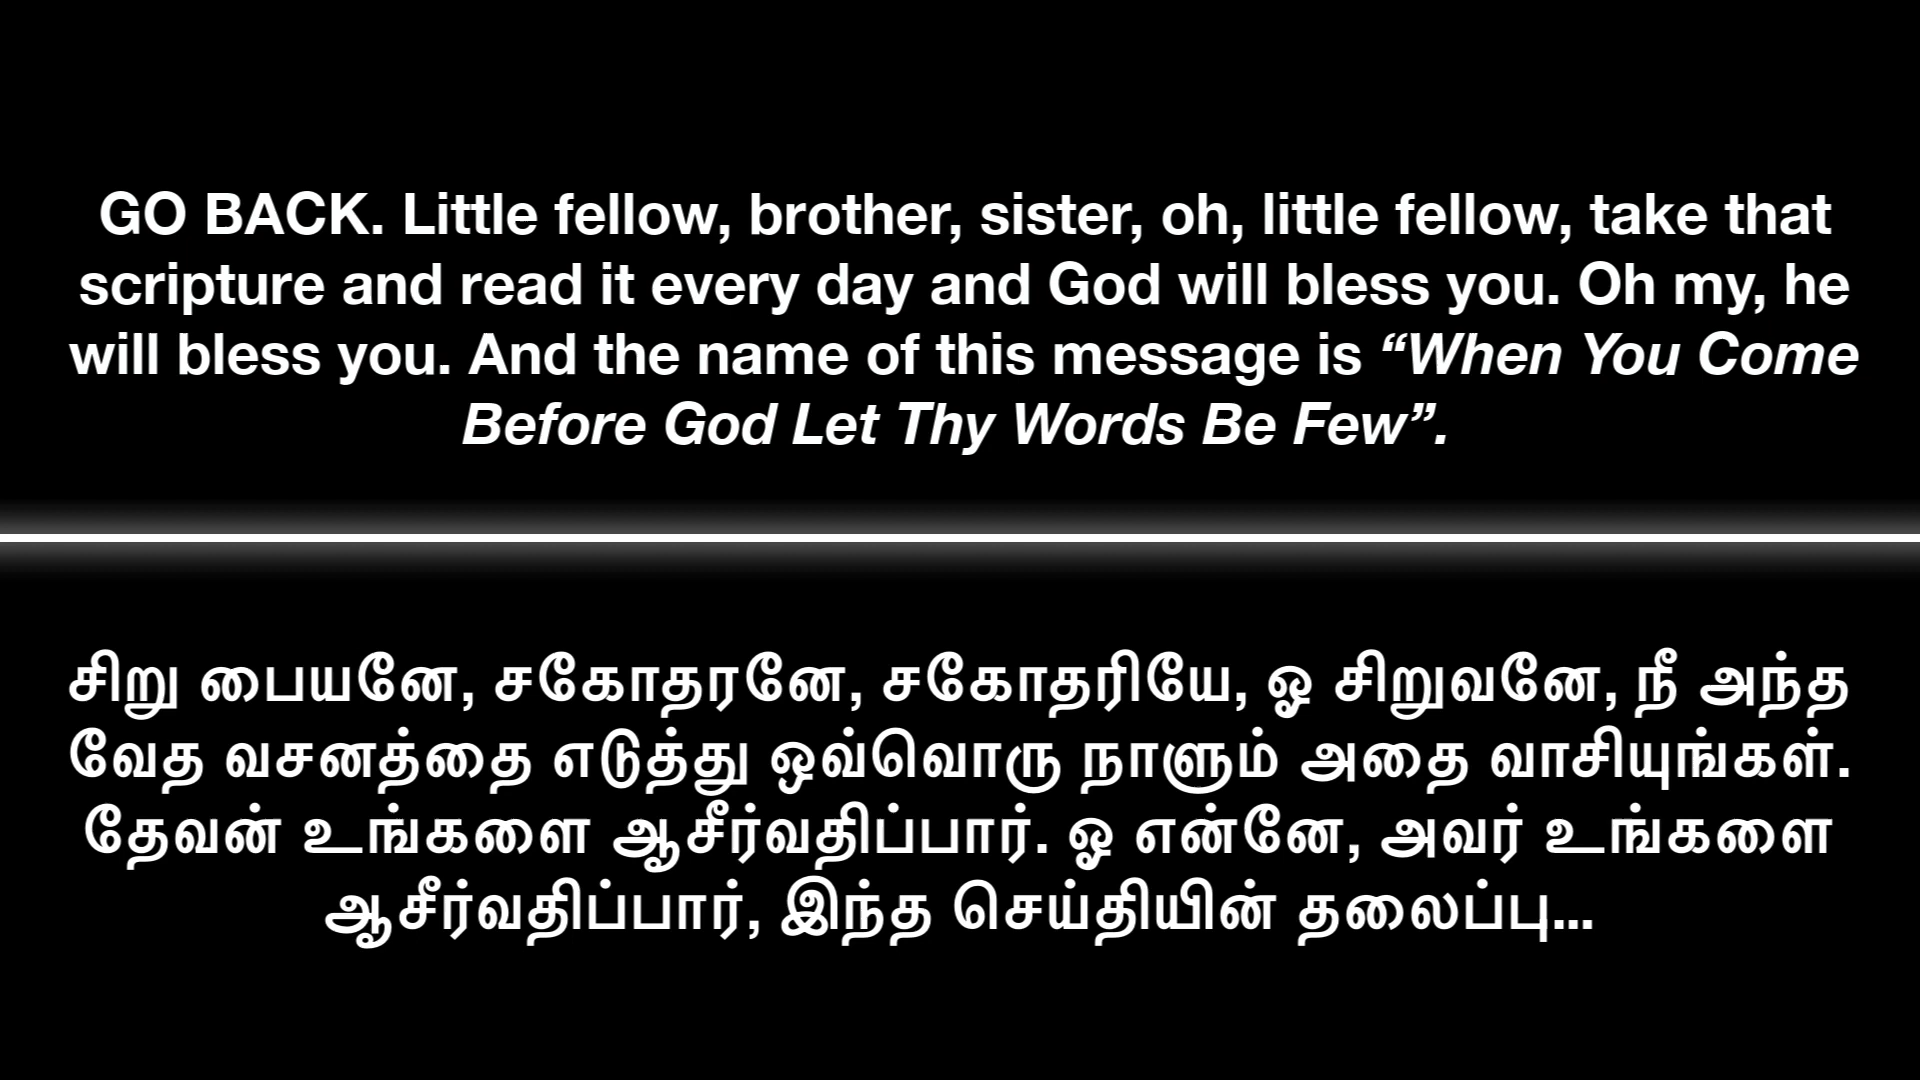 GO BACK. Little fellow, brother, sister, oh, little fellow, take that
scripture and read it every day and God will bless you. Oh my, he
will bless you. And the name of this message is “When You Come
Before God Let Thy Words Be Few”.
சிறு பையனே, சகோதரனே, சகோதரியே, ஓ சிறுவனே, நீ அந்த
வேத வசனத்தை எடுத்து ஒவ்வொரு நாளும் அதை வாசியுங்கள்.
தேவன் உங்களை ஆசீர்வதிப்பார். ஓ என்னே, அவர் உங்களை
ஆசீர்வதிப்பார், இந்த செய்தியின் தலைப்பு...